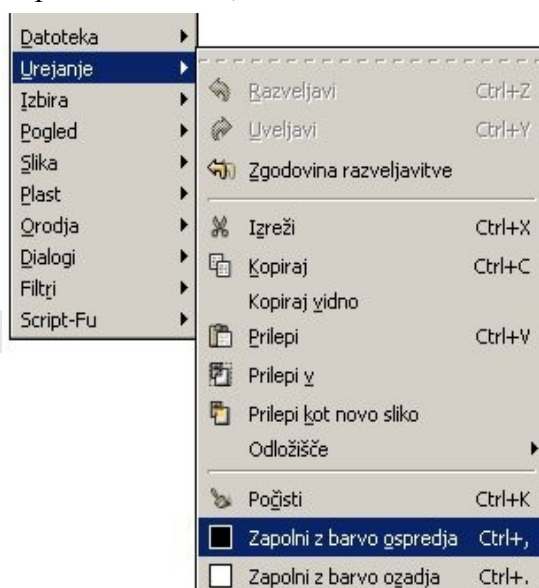 Datoteka
Urejanje
Izbira
Pogled
Slika
Plast
Orodja
Dialogi
Filtri
Script-Fu
Razveljavi Ctrl+Z
Uveljavi Ctrl+Y
Zgodovina razveljavitve
Izreži Ctrl+X
Kopiraj Ctrl+C
Kopiraj vidno
Prilepi Ctrl+V
Prilepi v
Prilepi kot novo sliko
Odložišče
Počisti Ctrl+K
Zapolni z barvo ospredja Ctrl+,
Zapolni z barvo ozadja Ctrl+.